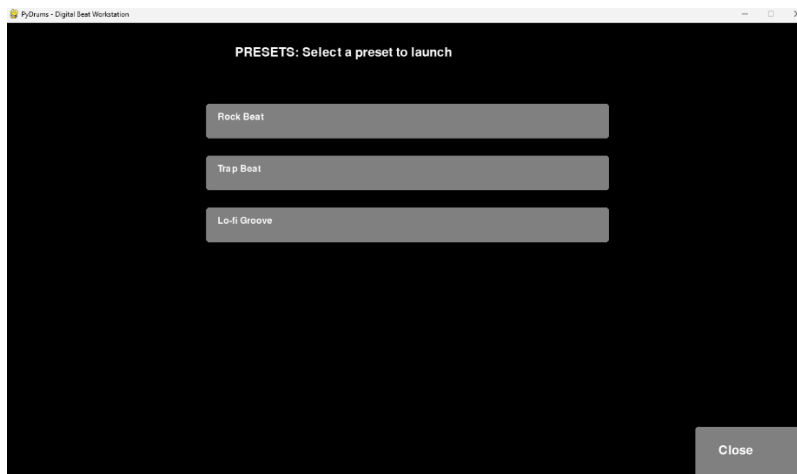 PyDrums - Digital Beat Workstation
PRESETS: Select a preset to launch
Rock Beat
Trap Beat
Lo-fi Groove
Close